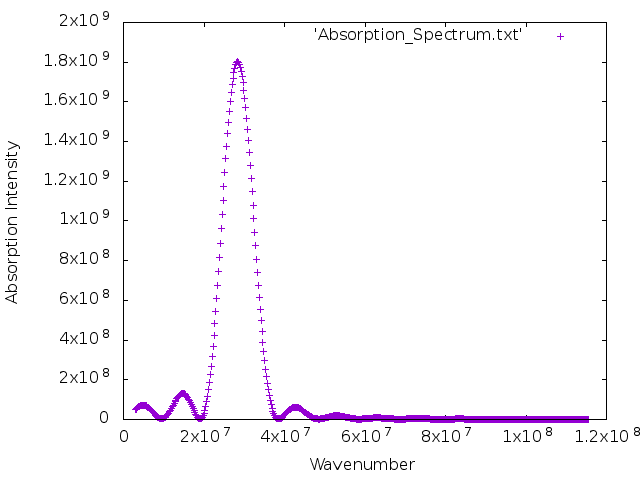 'Absorption_Spectrum.txt'
2x10^9
1.8x10^9
1.6x10^9
1.4x10^9
1.2x10^9
1x10^9
8x10^8
6x10^8
4x10^8
2x10^8
0
Absorption Intensity
0 2x10^7 4x10^7 6x10^7 8x10^7 1x10^8 1.2x10^8
Wavenumber